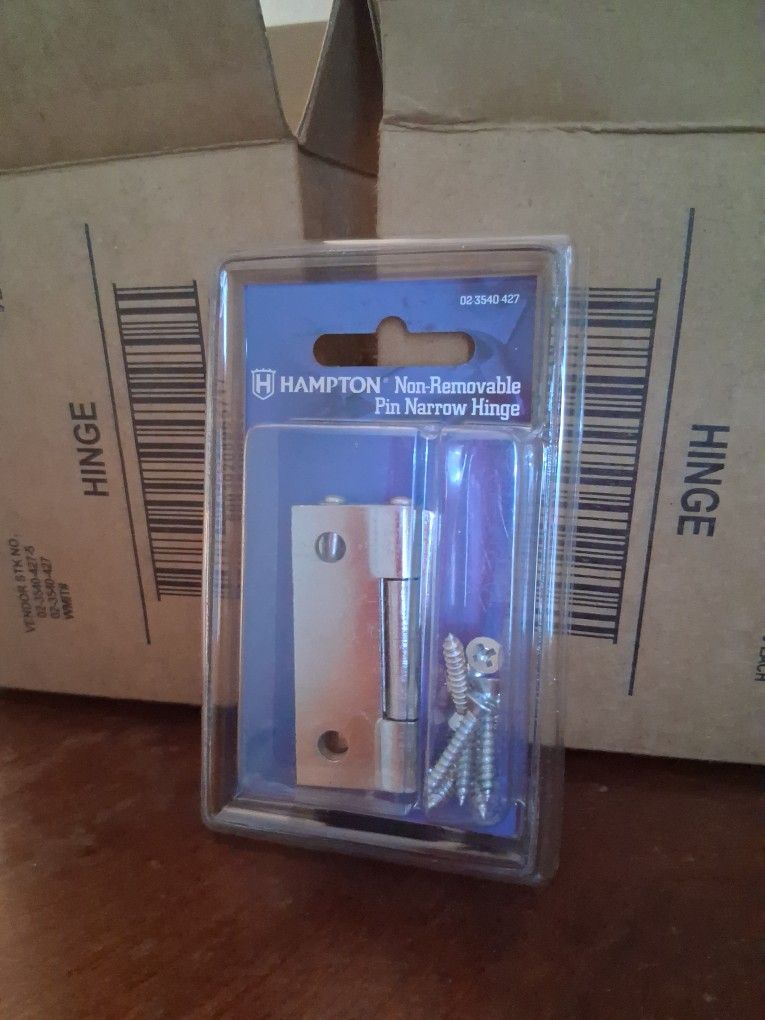 02-3540-427
HAMPTON® Non-Removable
Pin Narrow Hinge
HINGE
VENDOR STK NO.
02-3540-427-5
02-3540-427
HINGE
EACH